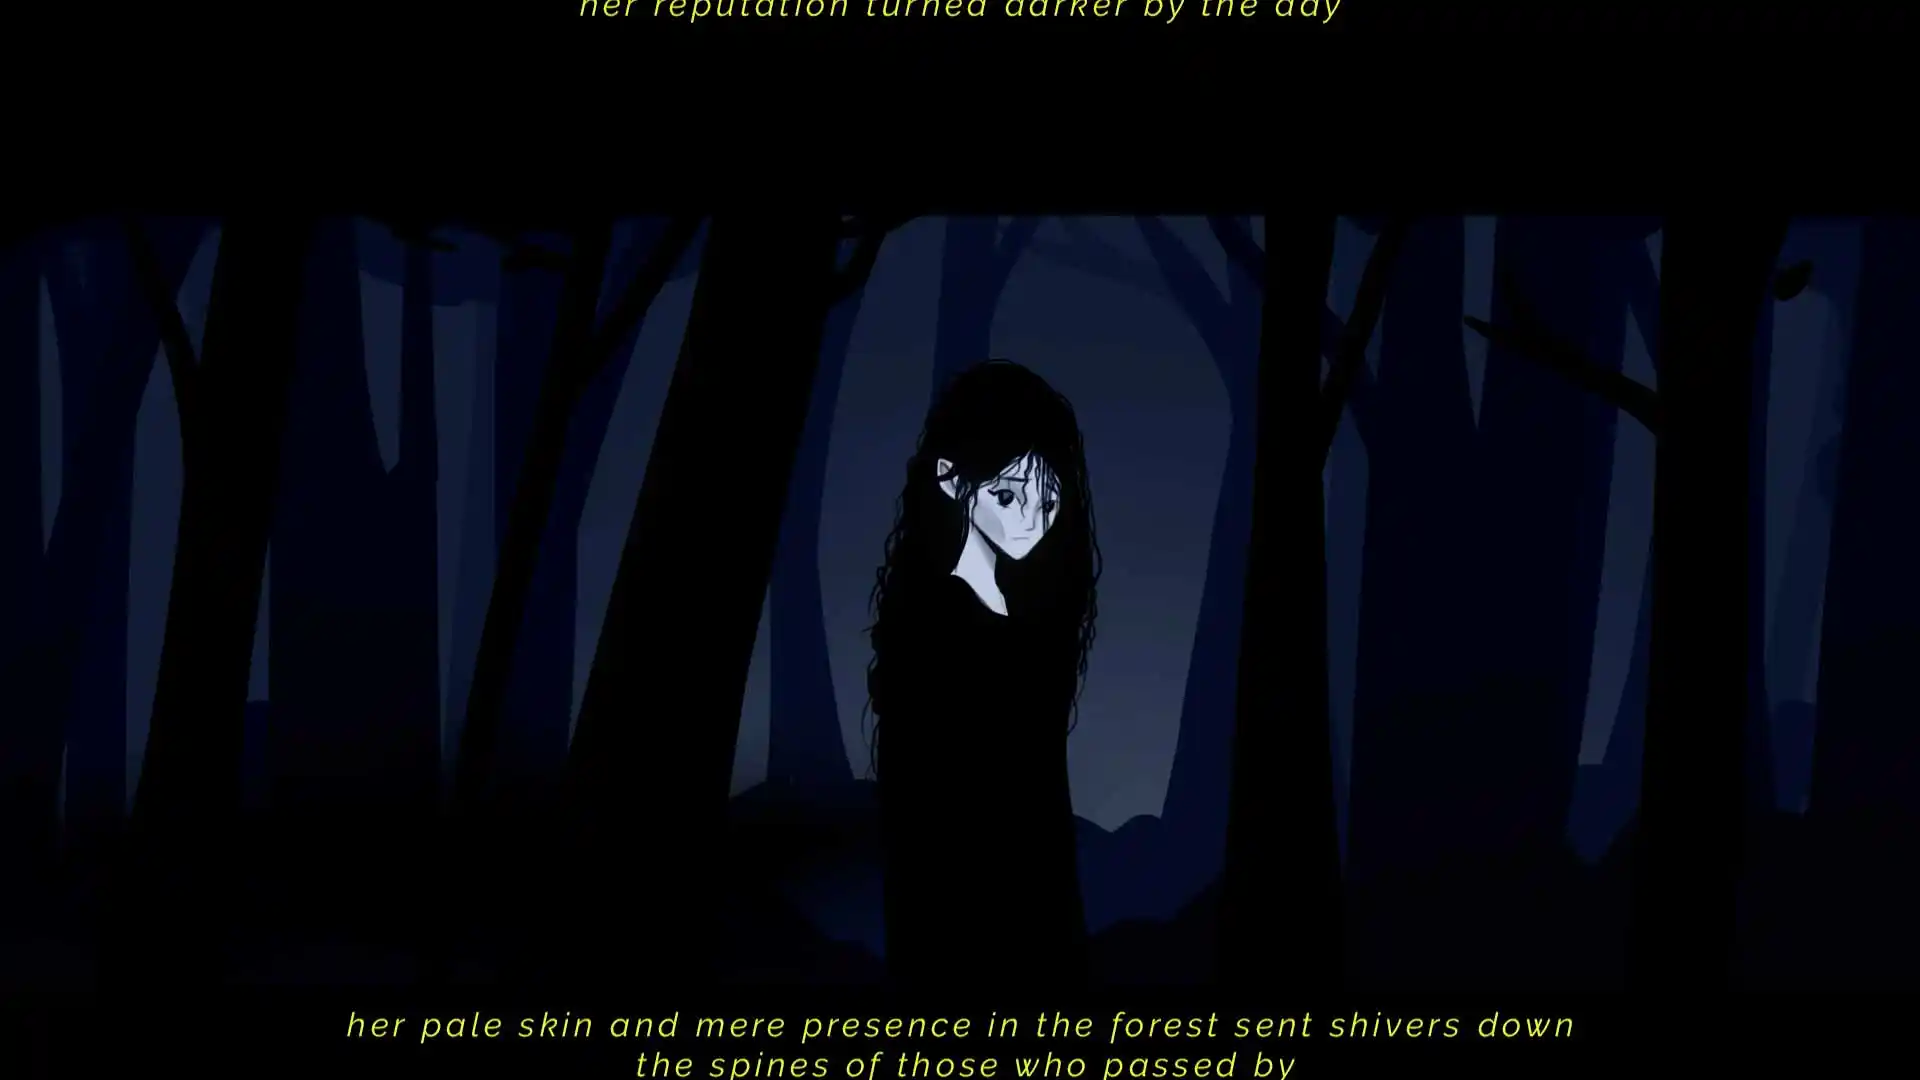 her reputation turned darker by the day
her pale skin and mere presence in the forest sent shivers down
the spines of those who passed by